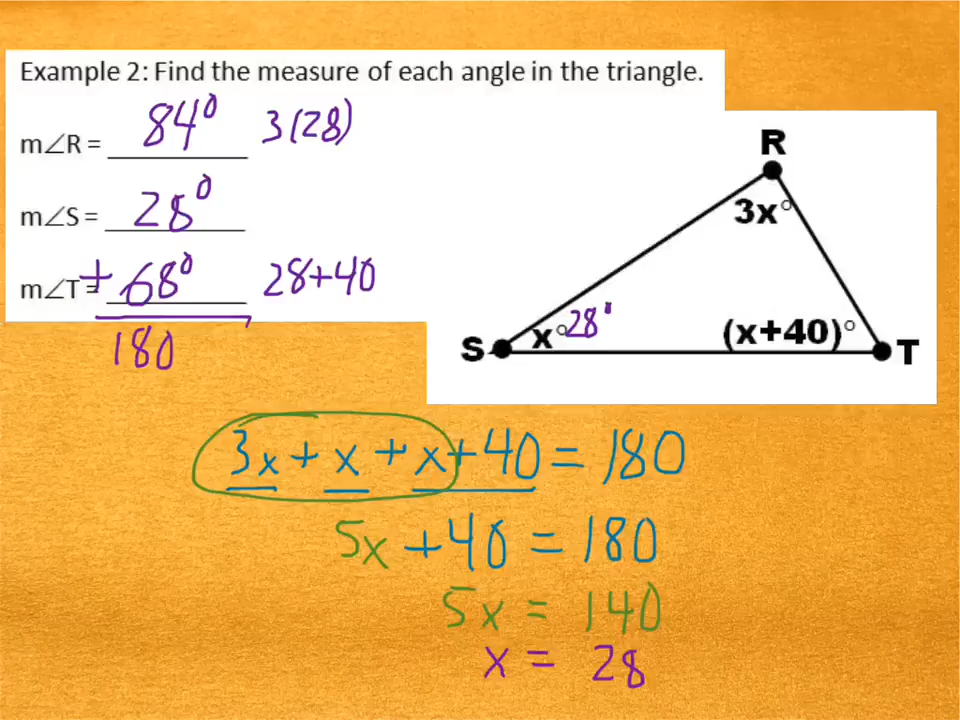 Example 2: Find the measure of each angle in the triangle.
m∠R = 84° 3(28)
m∠S = 28°
m∠T = + 68° 28+40
180
R
3x°
S x° 28° (x+40)° T
3x + x + x + 40 = 180
5x + 40 = 180
5x = 140
x = 28